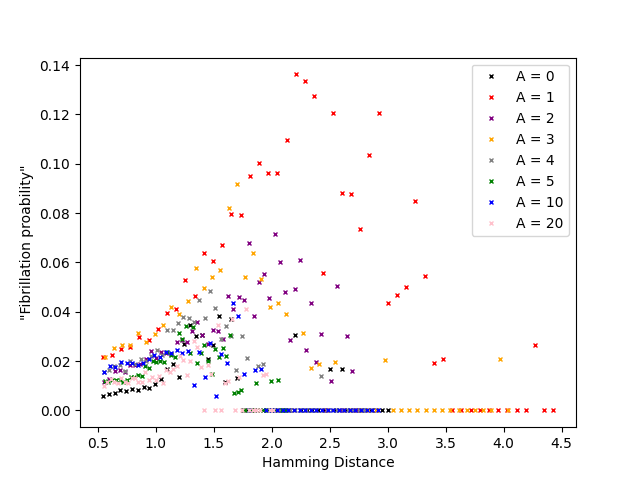 0.14
0.12
0.10
0.08
0.06
0.04
0.02
0.00
"Fibrillation proability"
0.5 1.0 1.5 2.0 2.5 3.0 3.5 4.0 4.5
Hamming Distance
A = 0
A = 1
A = 2
A = 3
A = 4
A = 5
A = 10
A = 20